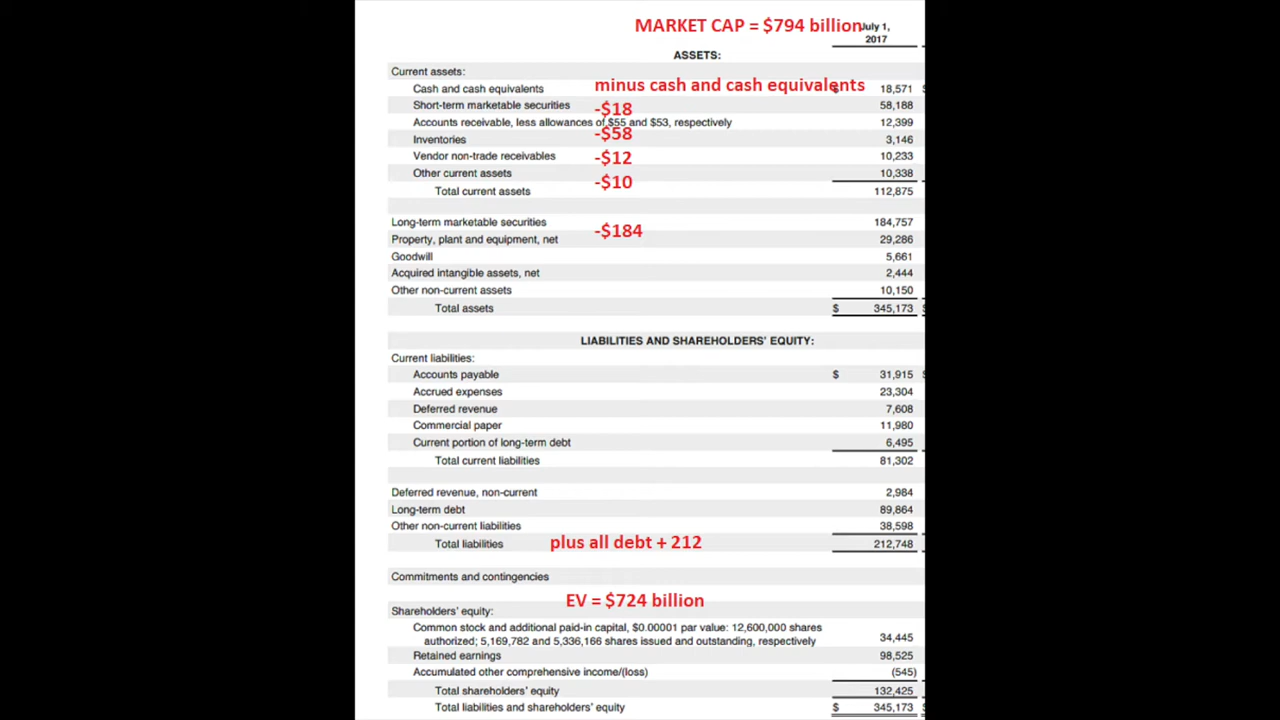 MARKET CAP = $794 billion
July 1,
2017
ASSETS:
Current assets:
Cash and cash equivalents minus cash and cash equivalents $ 18,571
Short-term marketable securities -$18 58,188
Accounts receivable, less allowances of $55 and $53, respectively 12,399
Inventories -$58 3,146
Vendor non-trade receivables -$12 10,233
Other current assets -$10 10,338
Total current assets 112,875
Long-term marketable securities -$184 184,757
Property, plant and equipment, net 29,286
Goodwill 5,661
Acquired intangible assets, net 2,444
Other non-current assets 10,150
Total assets $ 345,173
LIABILITIES AND SHAREHOLDERS' EQUITY:
Current liabilities:
Accounts payable $ 31,915
Accrued expenses 23,304
Deferred revenue 7,608
Commercial paper 11,980
Current portion of long-term debt 6,495
Total current liabilities 81,302
Deferred revenue, non-current 2,984
Long-term debt 89,864
Other non-current liabilities 38,598
Total liabilities plus all debt + 212 212,748
Commitments and contingencies
EV = $724 billion
Shareholders' equity:
Common stock and additional paid-in capital, $0.00001 par value: 12,600,000 shares
authorized; 5,169,782 and 5,336,166 shares issued and outstanding, respectively 34,445
Retained earnings 98,525
Accumulated other comprehensive income/(loss) (545)
Total shareholders' equity 132,425
Total liabilities and shareholders' equity $ 345,173